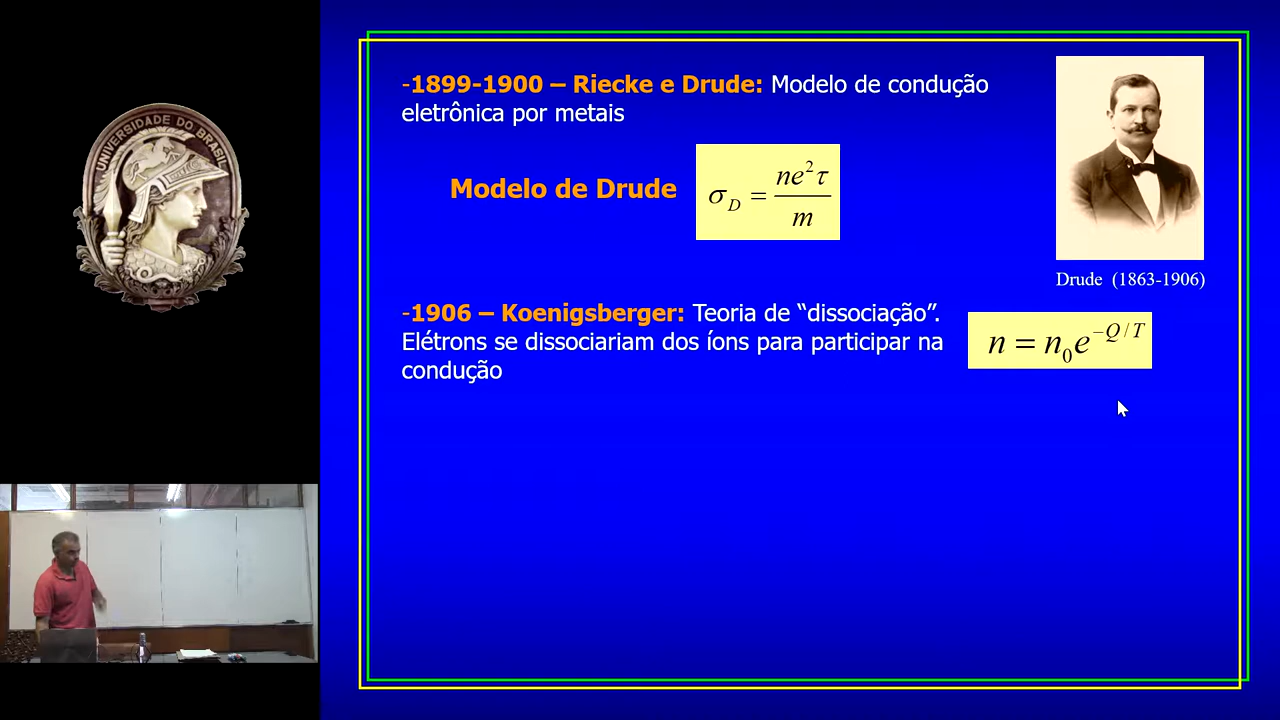 UNIVERSIDADE DO BRASIL
-1899-1900 – Riecke e Drude: Modelo de condução
eletrônica por metais
Modelo de Drude
σ_D = ne²τ / m
Drude (1863-1906)
-1906 – Koenigsberger: Teoria de “dissociação”.
Elétrons se dissociariam dos íons para participar na
condução
n = n₀e^{−Q/T}